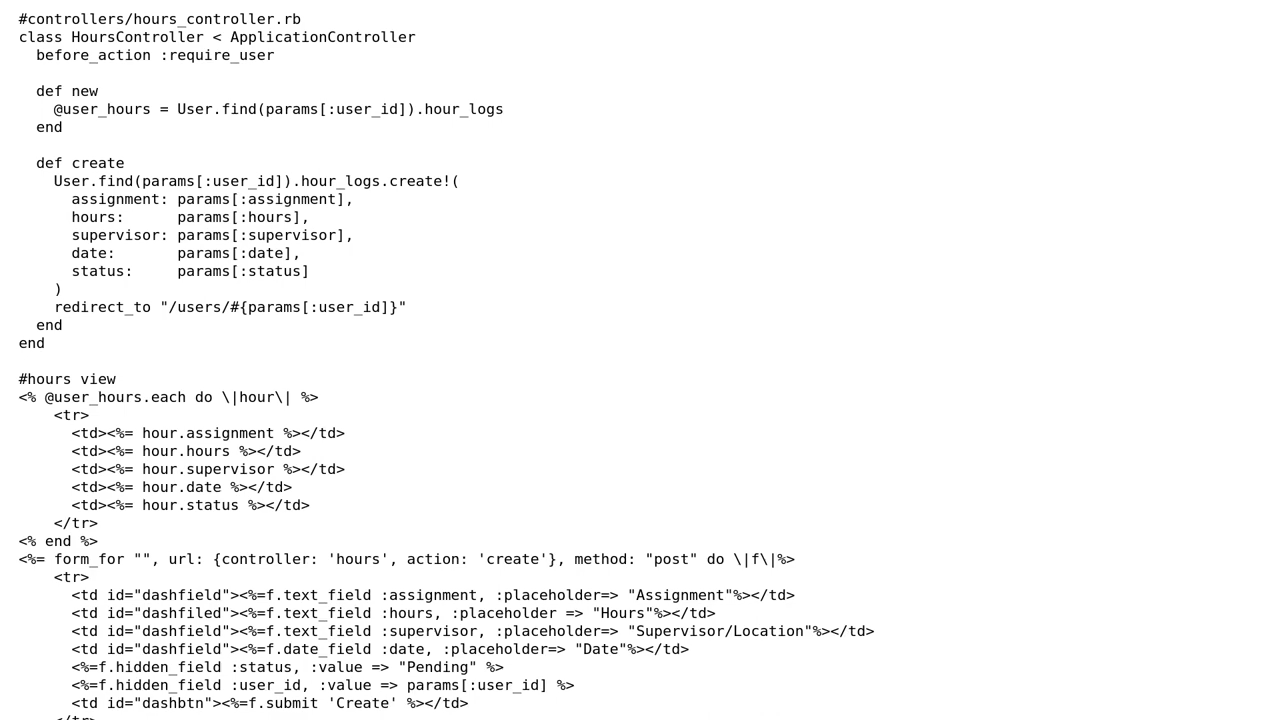 #controllers/hours_controller.rb
class HoursController < ApplicationController
  before_action :require_user

  def new
    @user_hours = User.find(params[:user_id]).hour_logs
  end

  def create
    User.find(params[:user_id]).hour_logs.create!(
      assignment: params[:assignment],
      hours:      params[:hours],
      supervisor: params[:supervisor],
      date:       params[:date],
      status:     params[:status]
    )
    redirect_to "/users/#{params[:user_id]}"
  end
end

#hours view
<% @user_hours.each do \|hour\| %>
    <tr>
      <td><%= hour.assignment %></td>
      <td><%= hour.hours %></td>
      <td><%= hour.supervisor %></td>
      <td><%= hour.date %></td>
      <td><%= hour.status %></td>
    </tr>
<% end %>
<%= form_for "", url: {controller: 'hours', action: 'create'}, method: "post" do \|f\|%>
    <tr>
      <td id="dashfield"><%=f.text_field :assignment, :placeholder=> "Assignment"%></td>
      <td id="dashfiled"><%=f.text_field :hours, :placeholder => "Hours"%></td>
      <td id="dashfield"><%=f.text_field :supervisor, :placeholder=> "Supervisor/Location"%></td>
      <td id="dashfield"><%=f.date_field :date, :placeholder=> "Date"%></td>
      <%=f.hidden_field :status, :value => "Pending" %>
      <%=f.hidden_field :user_id, :value => params[:user_id] %>
      <td id="dashbtn"><%=f.submit 'Create' %></td>
    </tr>